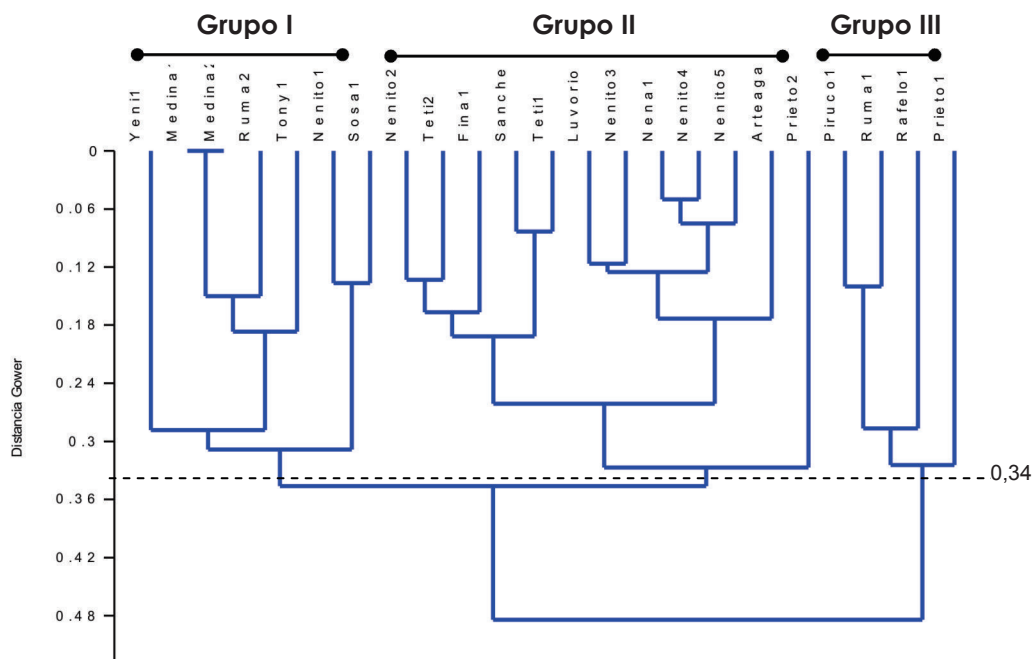 Grupo I
Grupo II
Grupo III
Yeni1
Medina1
Medina2
Ruma2
Tony1
Nenito1
Sosa1
Nenito2
Teti2
Fina1
Sanche
Teti1
Luvorio
Nenito3
Nena1
Nenito4
Nenito5
Arteaga
Prieto2
Piruco1
Ruma1
Rafelo1
Prieto1
0
0.06
0.12
0.18
0.24
0.3
0.36
0.42
0.48
Distancia Gower
0,34